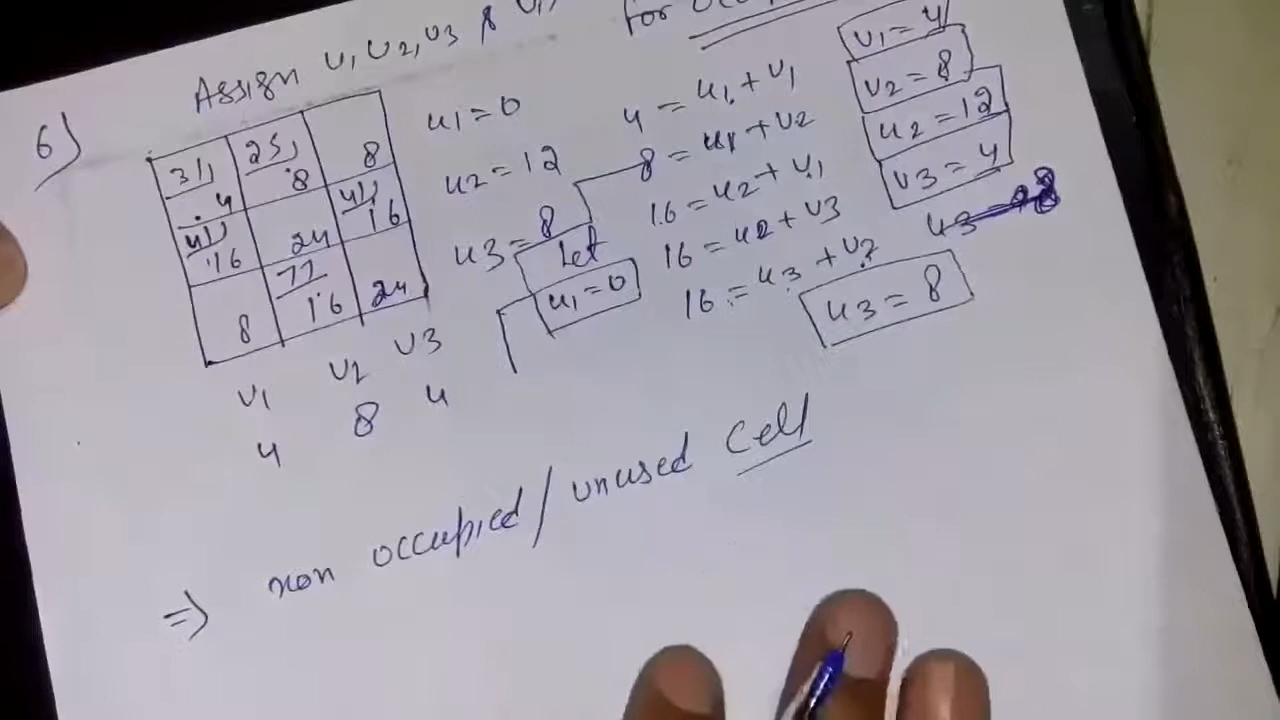 Assign U1, U2, U3 &
for
6)
31) 25)
4 8 8
41) 41)
16 24 16
77
8 16 24
V1 V2 V3
4 8 4
u1 = 0
u2 = 12
u3 = 8
Let
u1 = 0
4 = u1 + v1
8 = u1 + v2
16 = u2 + v1
16 = u2 + v3
16 = u3 + v2
V1 = 4
V2 = 8
u2 = 12
V3 = 4
u3 = 8
=> non occupied / unused Cell